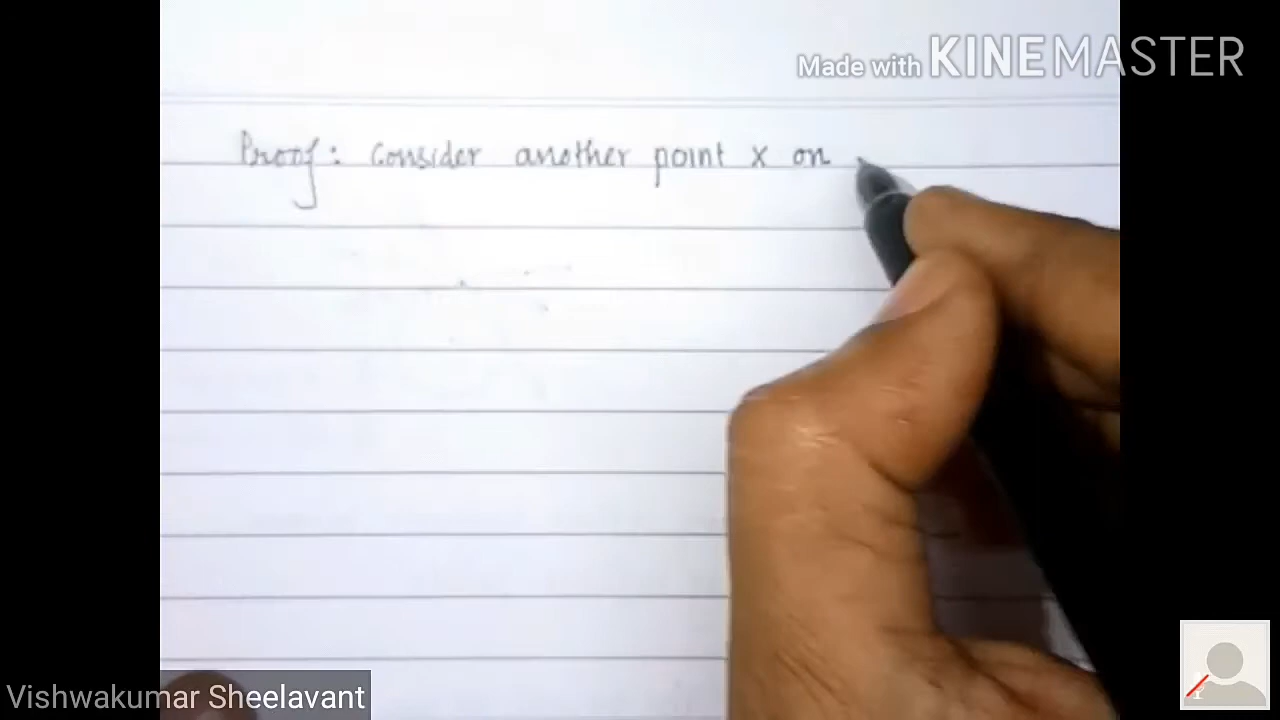 Made with KINEMASTER
Proof: Consider another point x on
Vishwakumar Sheelavant